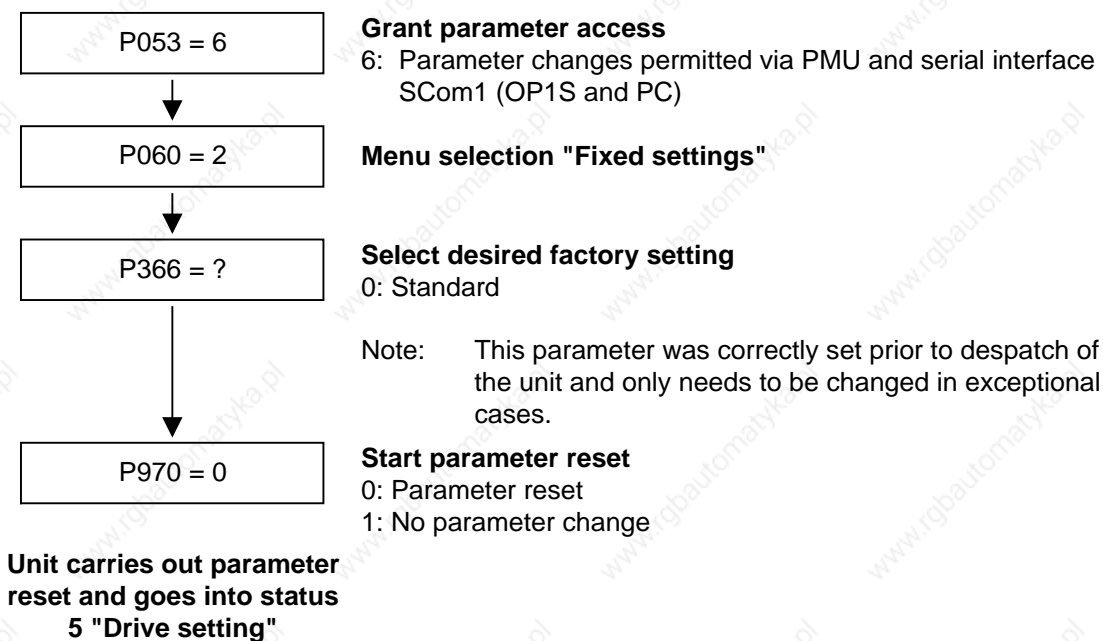 P053 = 6
Grant parameter access
6: Parameter changes permitted via PMU and serial interface
SCom1 (OP1S and PC)
P060 = 2
Menu selection "Fixed settings"
P366 = ?
Select desired factory setting
0: Standard
Note: This parameter was correctly set prior to despatch of
the unit and only needs to be changed in exceptional
cases.
P970 = 0
Start parameter reset
0: Parameter reset
1: No parameter change
Unit carries out parameter
reset and goes into status
5 "Drive setting"
www.rgbautomatyka.pl